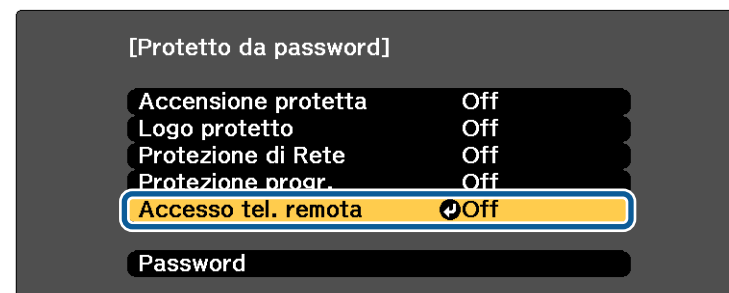 [Protetto da password]
Accensione protetta Off
Logo protetto Off
Protezione di Rete Off
Protezione progr. Off
Accesso tel. remota Off
Password